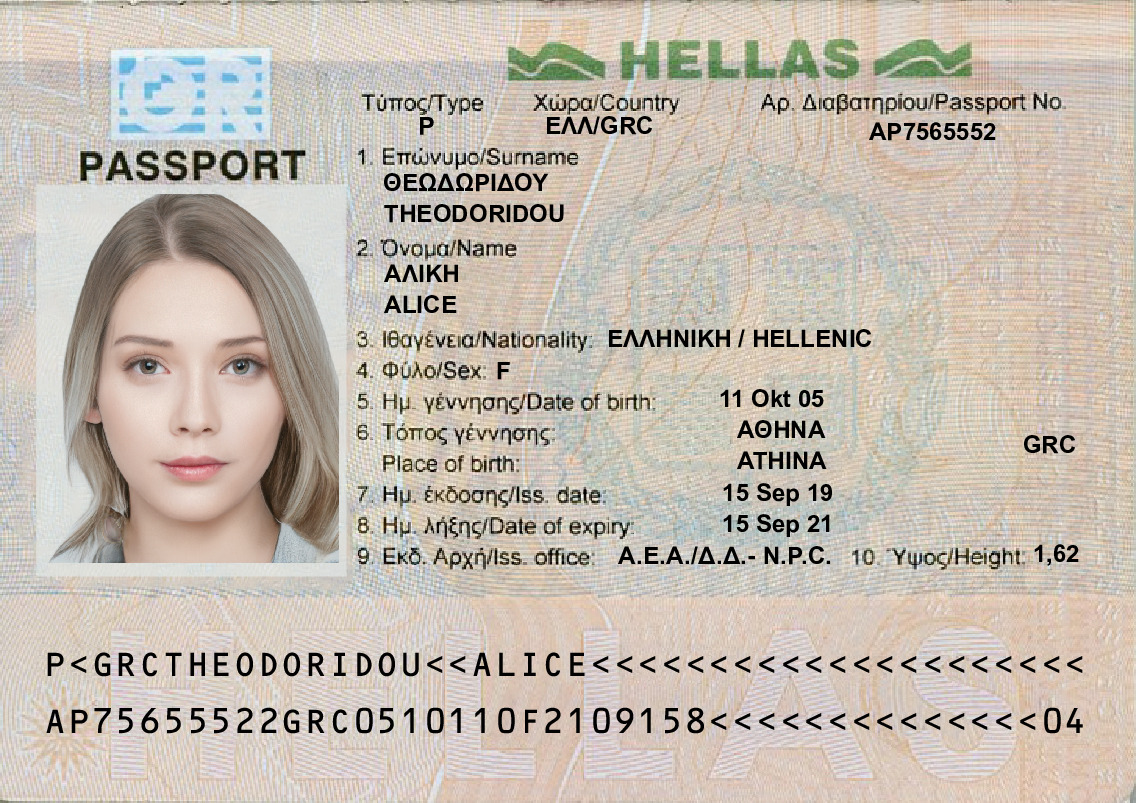 GR
PASSPORT
HELLAS
Τύπος/Type Χώρα/Country Αρ. Διαβατηρίου/Passport No.
P ΕΛΛ/GRC AP7565552
1. Επώνυμο/Surname
ΘΕΩΔΩΡΙΔΟΥ
THEODORIDOU
2. Όνομα/Name
ΑΛΙΚΗ
ALICE
3. Ιθαγένεια/Nationality: ΕΛΛΗΝΙΚΗ / HELLENIC
4. Φύλο/Sex: F
5. Ημ. γέννησης/Date of birth: 11 Okt 05
6. Τόπος γέννησης: ΑΘΗΝΑ
GRC
Place of birth: ATHINA
7. Ημ. έκδοσης/Iss. date: 15 Sep 19
8. Ημ. λήξης/Date of expiry: 15 Sep 21
9 Εκδ. Αρχή/Iss. office: Α.Ε.Α./Δ.Δ.- N.P.C. 10. Ύψος/Height: 1,62
HELLAS
P<GRCTHEODORIDOU<<ALICE<<<<<<<<<<<<<<<<<<<<<
AP75655522GRC0510110F2109158<<<<<<<<<<<<<<04